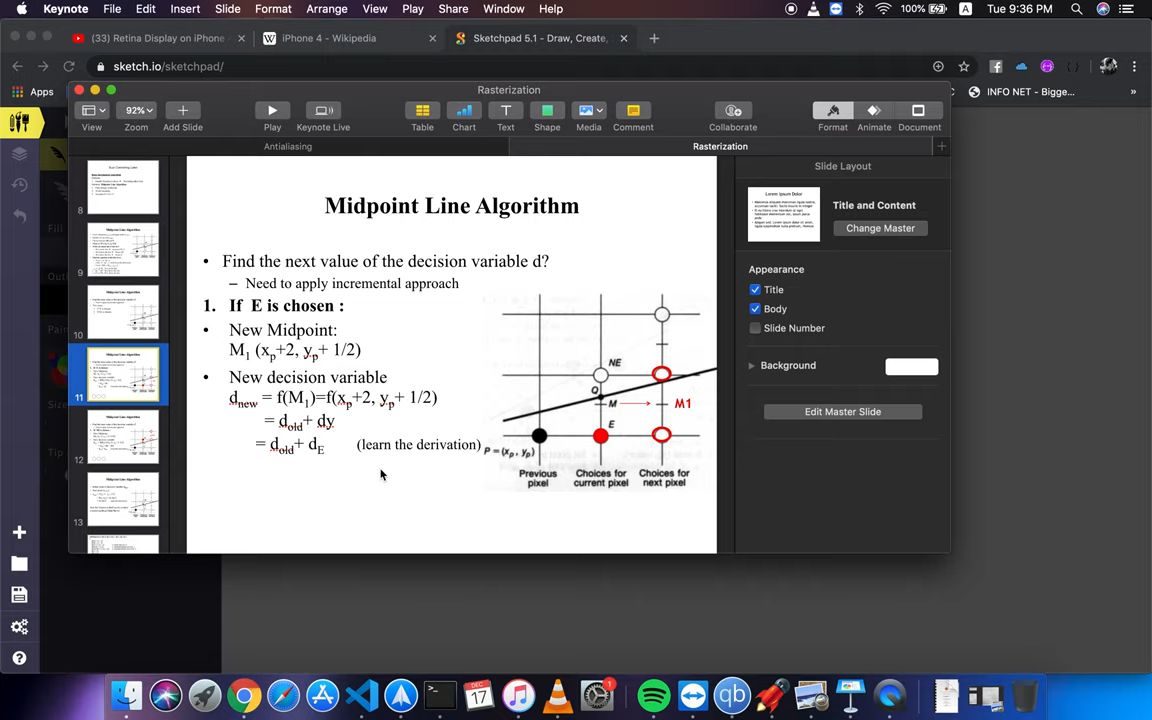 Keynote File Edit Insert Slide Format Arrange View Play Share Window Help 100% A Tue 9:36 PM
(33) Retina Display on iPhone iPhone 4 - Wikipedia Sketchpad 5.1 - Draw, Create,
sketch.io/sketchpad/
Apps INFO NET - Bigge...
Rasterization
92%
View Zoom Add Slide Play Keynote Live Table Chart Text Shape Media Comment Collaborate Format Animate Document
Antialiasing Rasterization
Slide Layout
Title and Content
Change Master
Appearance
Title
Body
Slide Number
Background
Edit Master Slide
8
9
10
11
12
13
Midpoint Line Algorithm
• Find the next value of the decision variable d?
– Need to apply incremental approach
1. If E is chosen :
• New Midpoint:
M1 (xp+2, yp+ 1/2)
• New decision variable
dnew = f(M1)=f(xp+2, yp+ 1/2)
= dold+ dy
= dold+ dE (learn the derivation)
NE
Q
M
M1
E
P = (xp, yp)
Previous pixel
Choices for current pixel
Choices for next pixel
DEC
17
1
qb